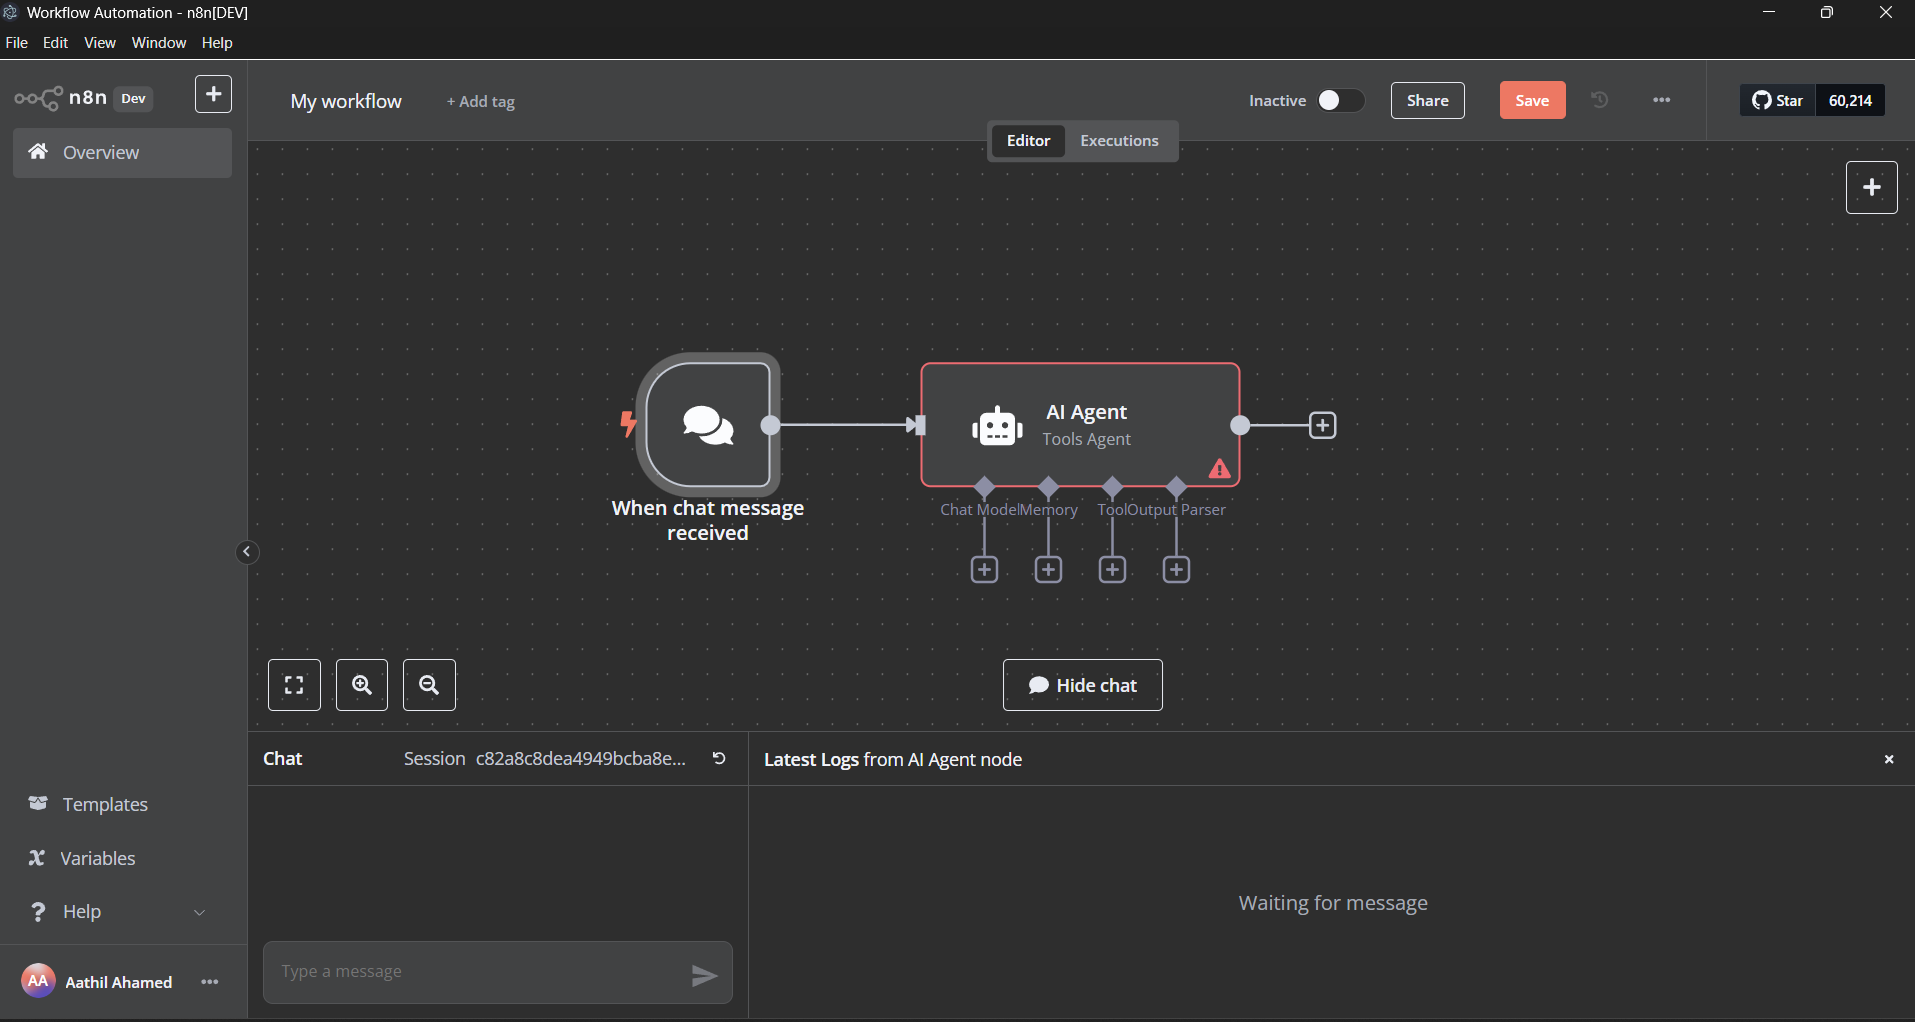 Workflow Automation - n8n[DEV]
File Edit View Window Help
n8n Dev
My workflow + Add tag
Inactive Share Save Star 60,214
Editor Executions
Overview
AI Agent
Tools Agent
When chat message
received
Chat Model Memory Tool Output Parser
Hide chat
Chat Session c82a8c8dea4949bcba8e...
Latest Logs from AI Agent node
Templates
Variables
Help
Waiting for message
Type a message
AA Aathil Ahamed